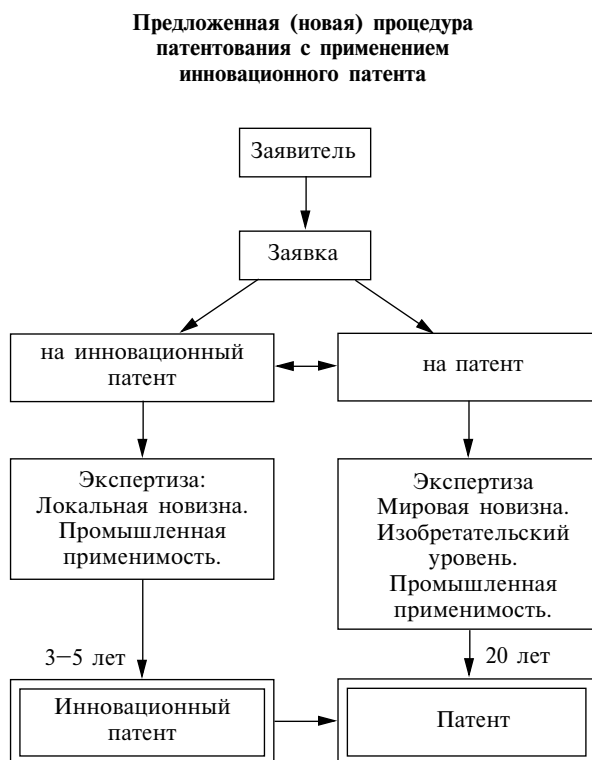 Предложенная (новая) процедура
патентования с применением
инновационного патента
Заявитель
Заявка
на инновационный
патент
на патент
Экспертиза:
Локальная новизна.
Промышленная
применимость.
Экспертиза
Мировая новизна.
Изобретательский
уровень.
Промышленная
применимость.
3–5 лет
20 лет
Инновационный
патент
Патент